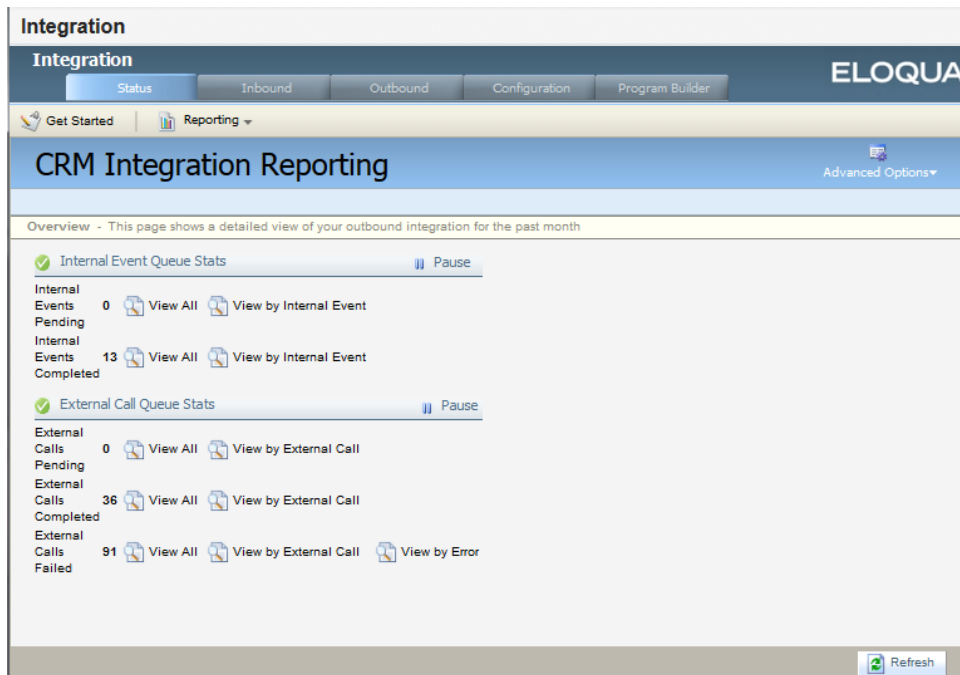 Integration
Integration
Status Inbound Outbound Configuration Program Builder
ELOQUA
Get Started Reporting
CRM Integration Reporting
Advanced Options
Overview - This page shows a detailed view of your outbound integration for the past month
Internal Event Queue Stats Pause
Internal
Events 0 View All View by Internal Event
Pending
Internal
Events 13 View All View by Internal Event
Completed
External Call Queue Stats Pause
External
Calls 0 View All View by External Call
Pending
External
Calls 36 View All View by External Call
Completed
External
Calls 91 View All View by External Call View by Error
Failed
Refresh